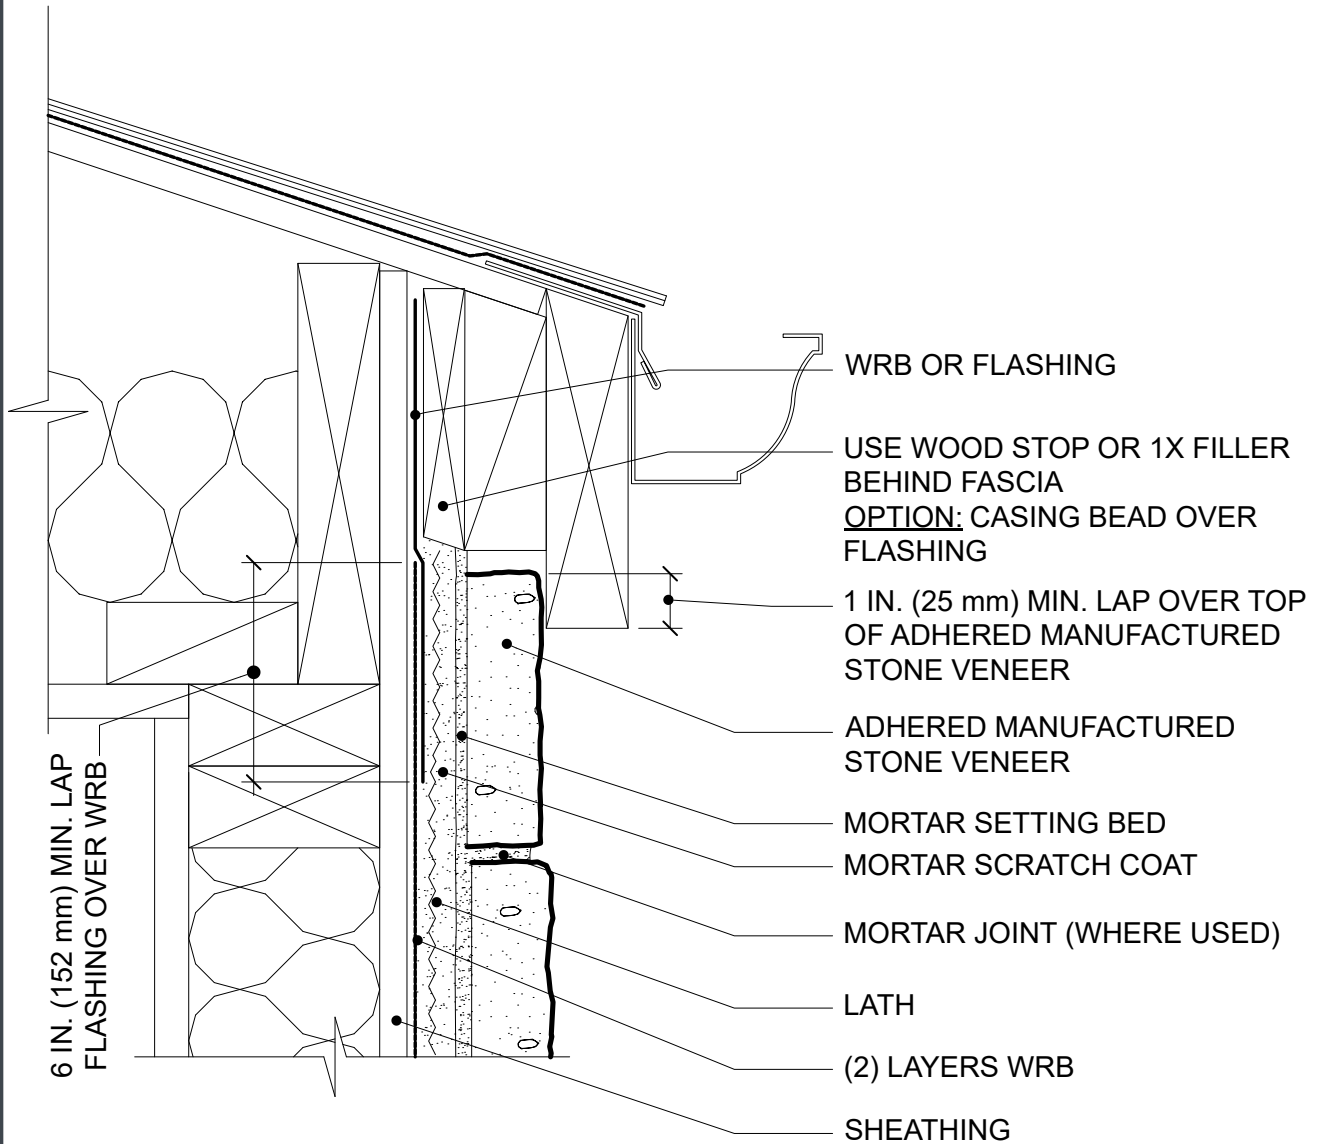 WRB OR FLASHING
USE WOOD STOP OR 1X FILLER
BEHIND FASCIA
OPTION: CASING BEAD OVER
FLASHING
1 IN. (25 mm) MIN. LAP OVER TOP
OF ADHERED MANUFACTURED
STONE VENEER
ADHERED MANUFACTURED
STONE VENEER
MORTAR SETTING BED
MORTAR SCRATCH COAT
MORTAR JOINT (WHERE USED)
LATH
(2) LAYERS WRB
SHEATHING
6 IN. (152 mm) MIN. LAP
FLASHING OVER WRB